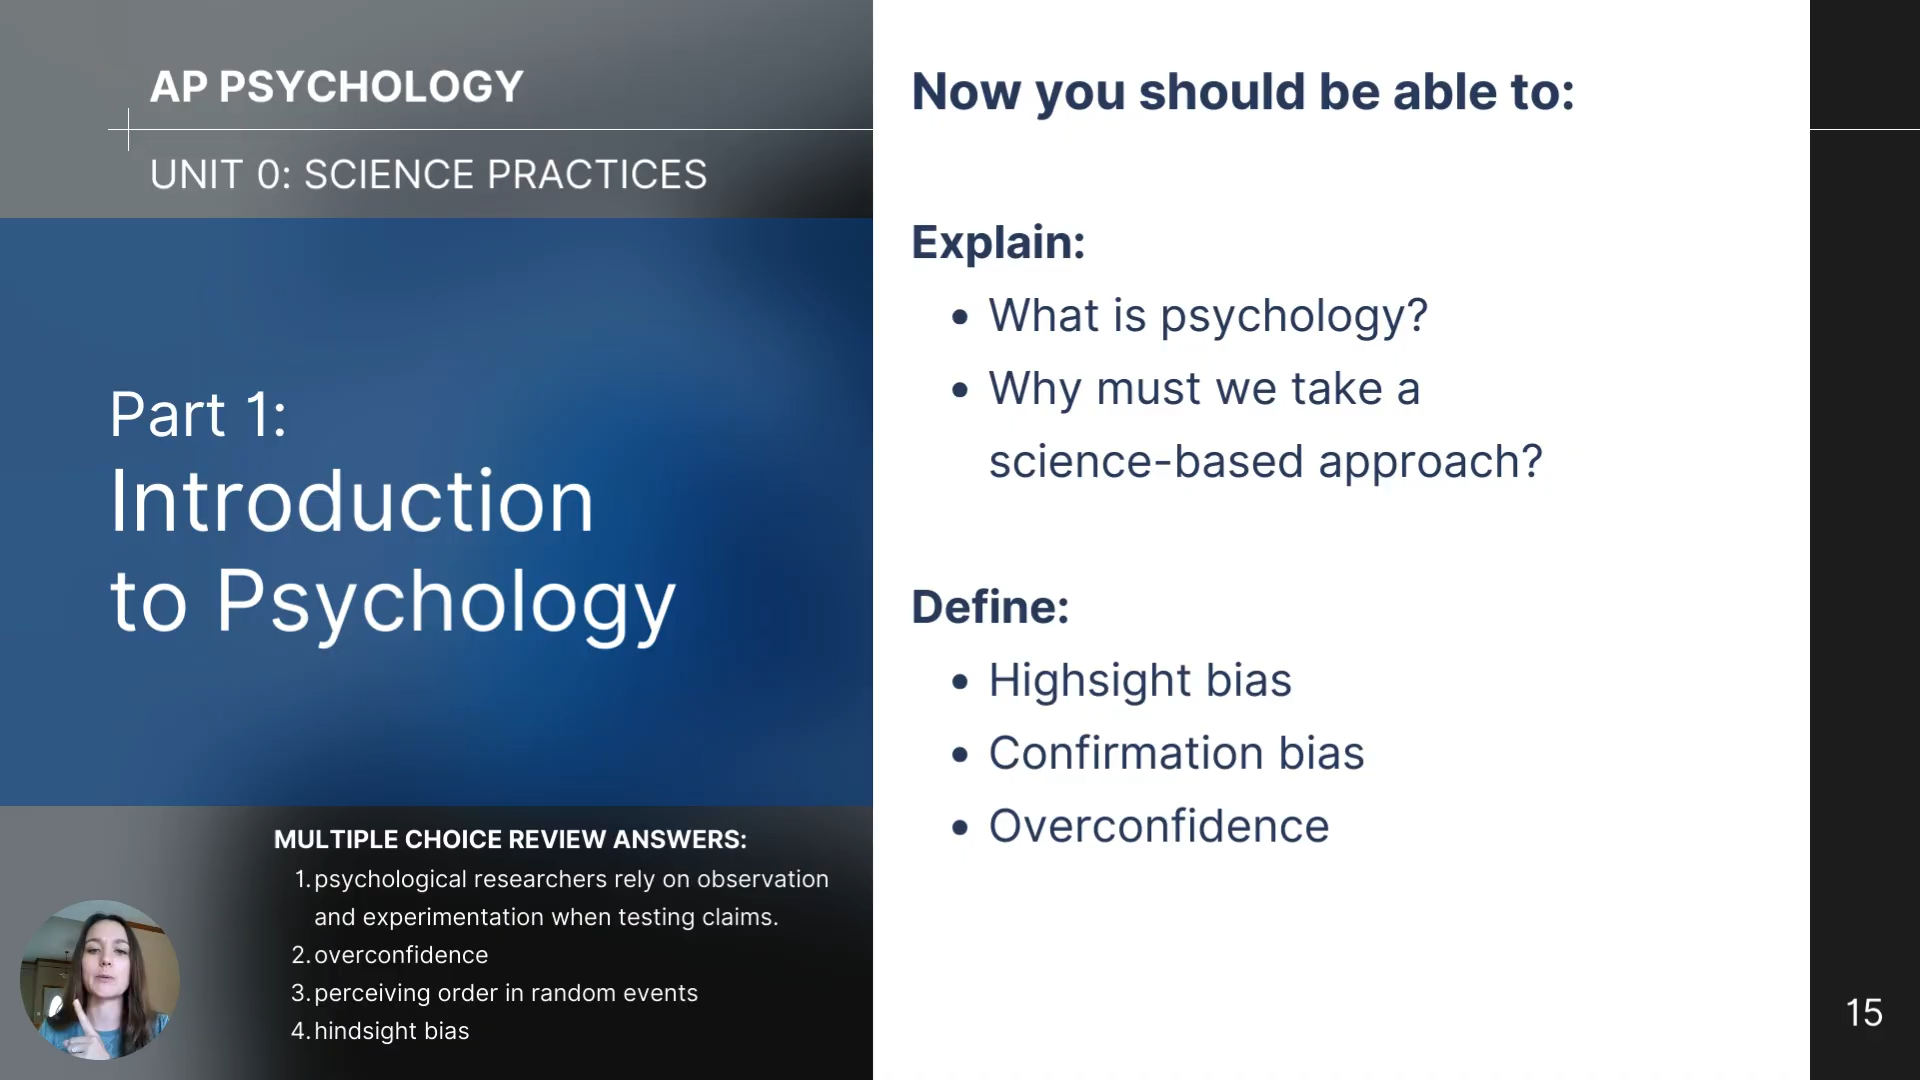 AP PSYCHOLOGY
UNIT 0: SCIENCE PRACTICES
Part 1:
Introduction
to Psychology
MULTIPLE CHOICE REVIEW ANSWERS:
1. psychological researchers rely on observation
and experimentation when testing claims.
2. overconfidence
3. perceiving order in random events
4. hindsight bias
Now you should be able to:
Explain:
• What is psychology?
• Why must we take a
science-based approach?
Define:
• Highsight bias
• Confirmation bias
• Overconfidence
15